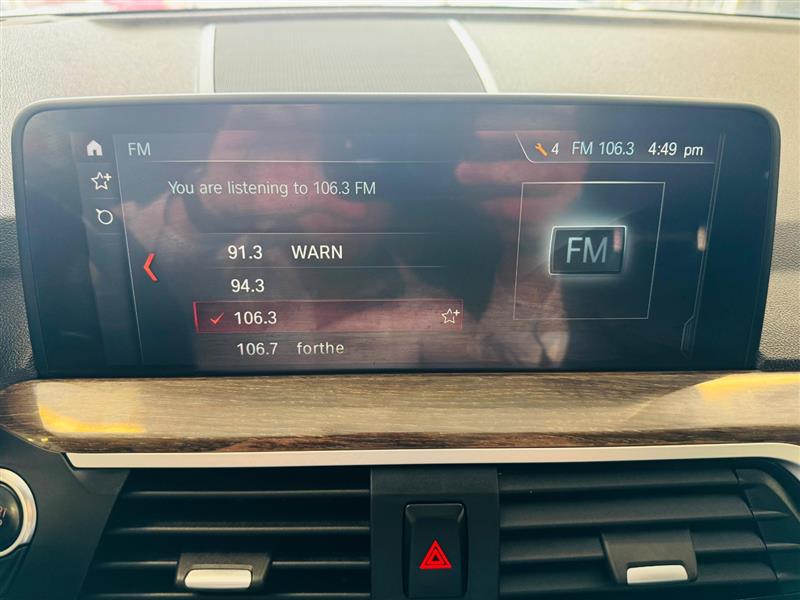 FM
4 FM 106.3 4:49 pm
You are listening to 106.3 FM
91.3 WARN
94.3
106.3
106.7 forthe
FM